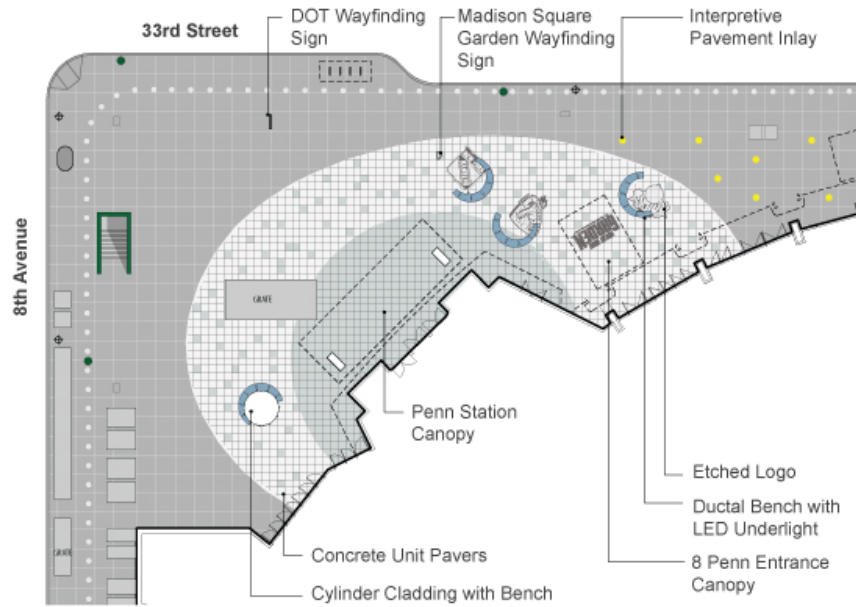 33rd Street
DOT Wayfinding
Sign
Madison Square
Garden Wayfinding
Sign
Interpretive
Pavement Inlay
8th Avenue
GRATE
Penn Station
Canopy
Etched Logo
Ductal Bench with
LED Underlight
8 Penn Entrance
Canopy
Concrete Unit Pavers
Cylinder Cladding with Bench
GRATE